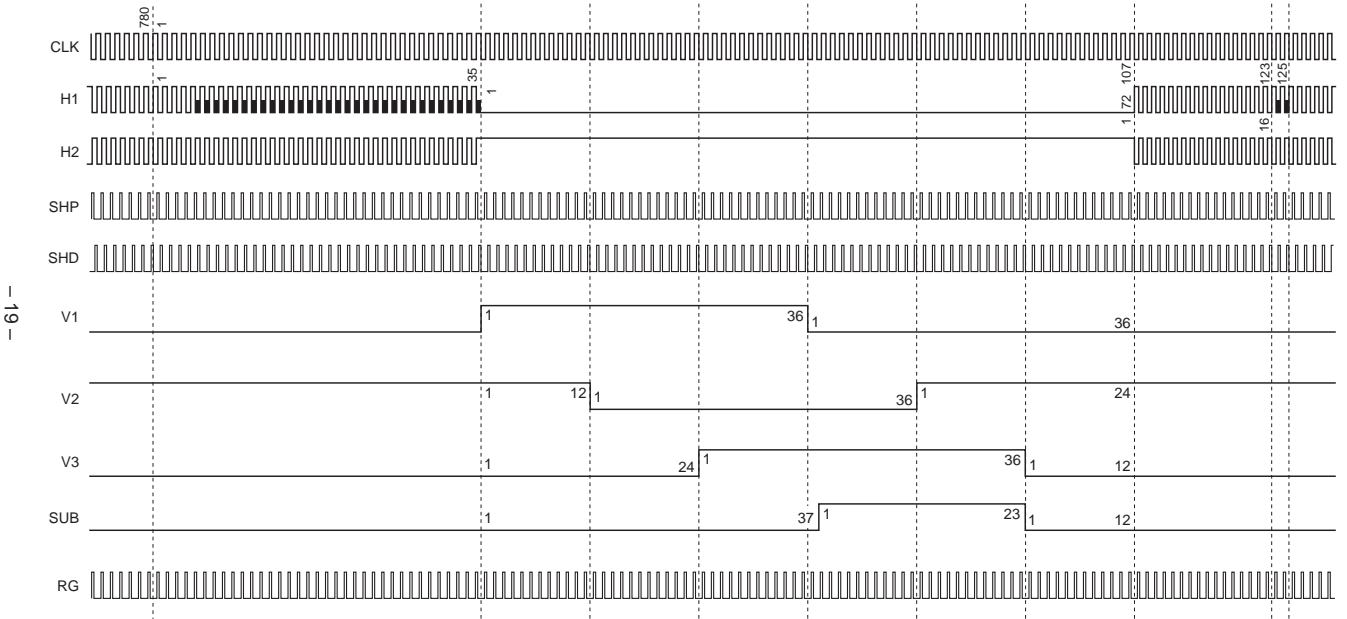 780 1
CLK
1 35 1 1 72 107 123 125
H1
16
H2
SHP
SHD
– 19 –
V1 1 36 1 36
V2 1 12 1 36 1 24
V3 1 24 1 36 1 12
SUB 1 37 1 23 1 12
RG